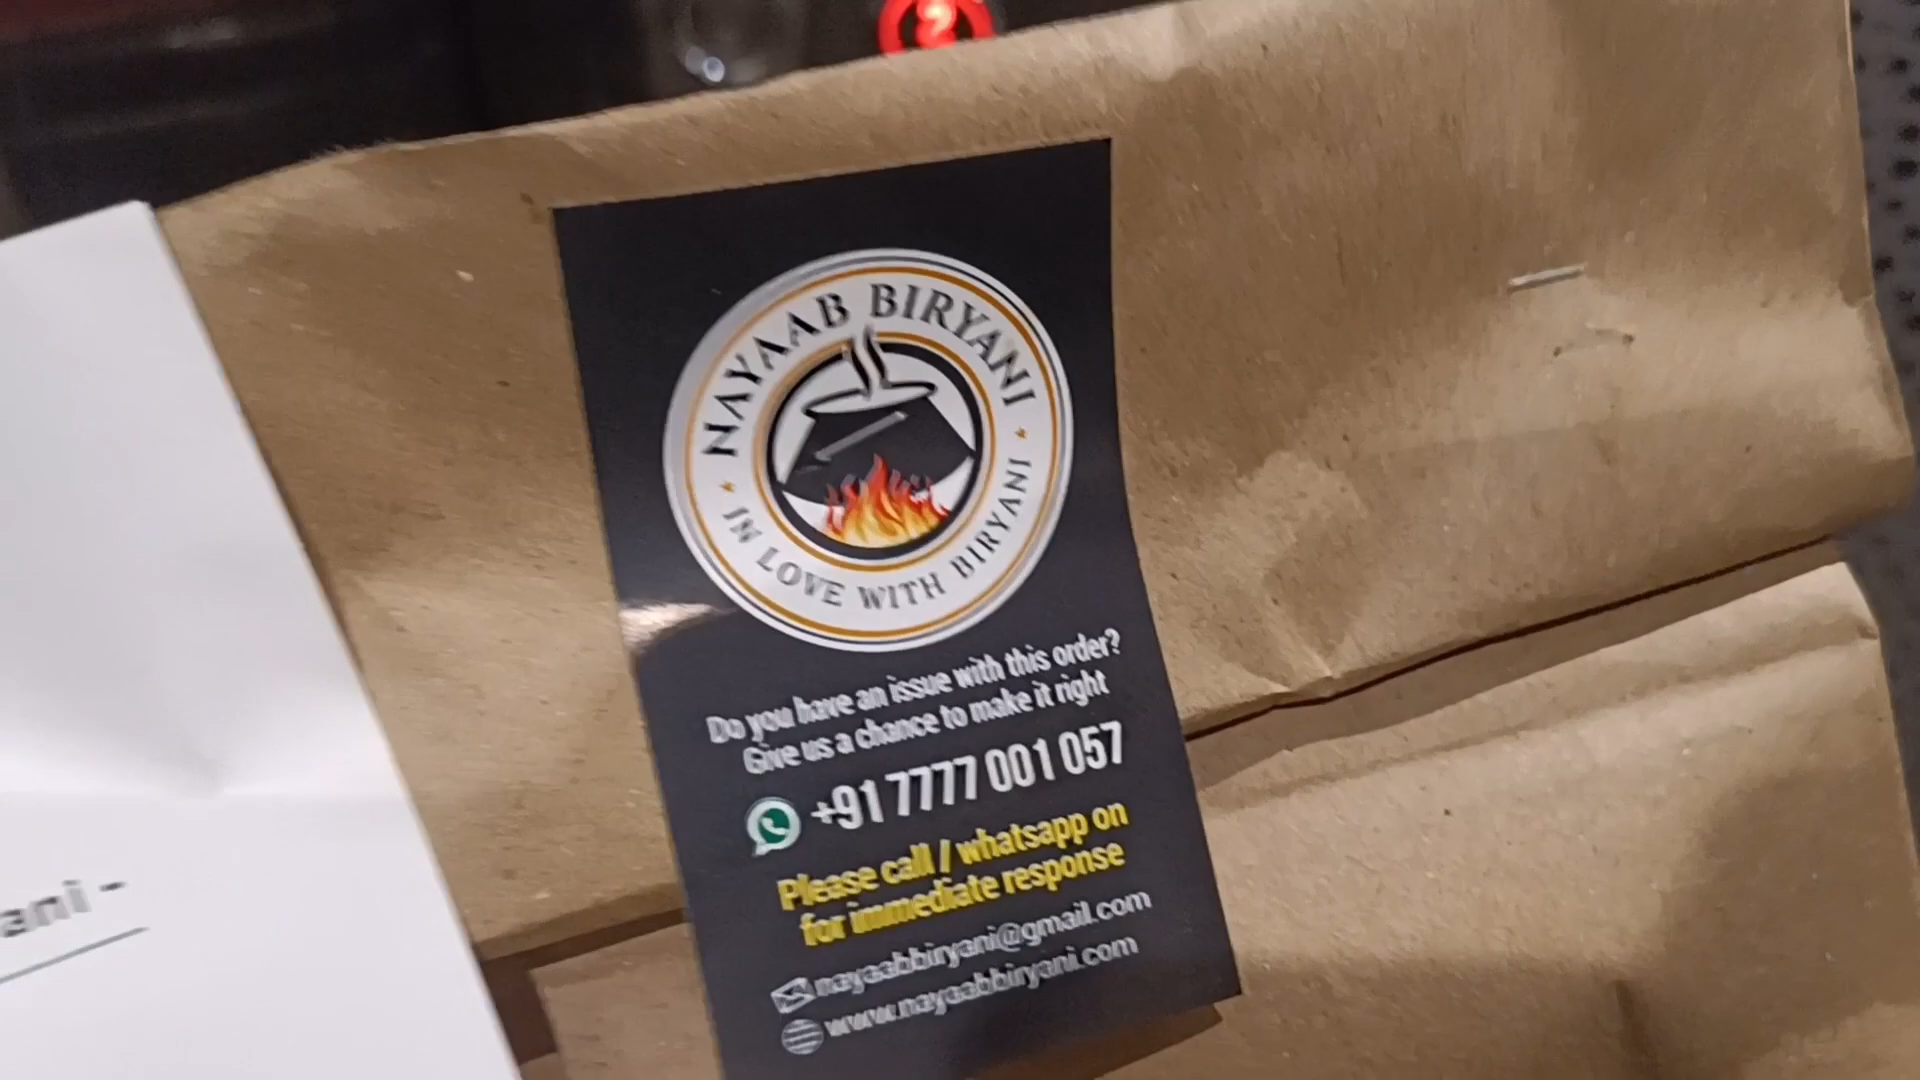 NAYAAB BIRYANI
IN LOVE WITH BIRYANI
Do you have an issue with this order?
Give us a chance to make it right
+91 7777 001 057
Please call / whatsapp on
for immediate response
nayaabbiryani@gmail.com
www.nayaabbiryani.com
ani -